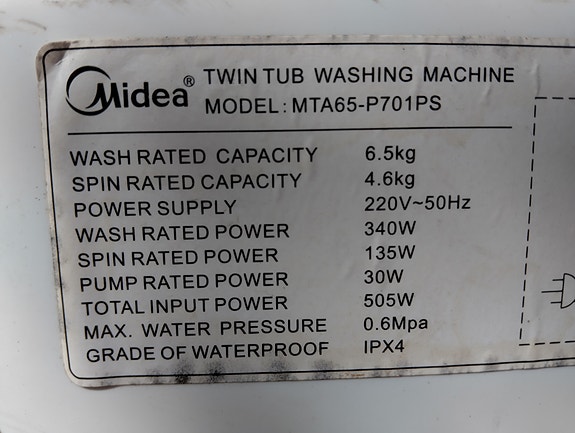 Midea® TWIN TUB WASHING MACHINE
MODEL: MTA65-P701PS
WASH RATED CAPACITY 6.5kg
SPIN RATED CAPACITY 4.6kg
POWER SUPPLY 220V~50Hz
WASH RATED POWER 340W
SPIN RATED POWER 135W
PUMP RATED POWER 30W
TOTAL INPUT POWER 505W
MAX. WATER PRESSURE 0.6Mpa
GRADE OF WATERPROOF IPX4